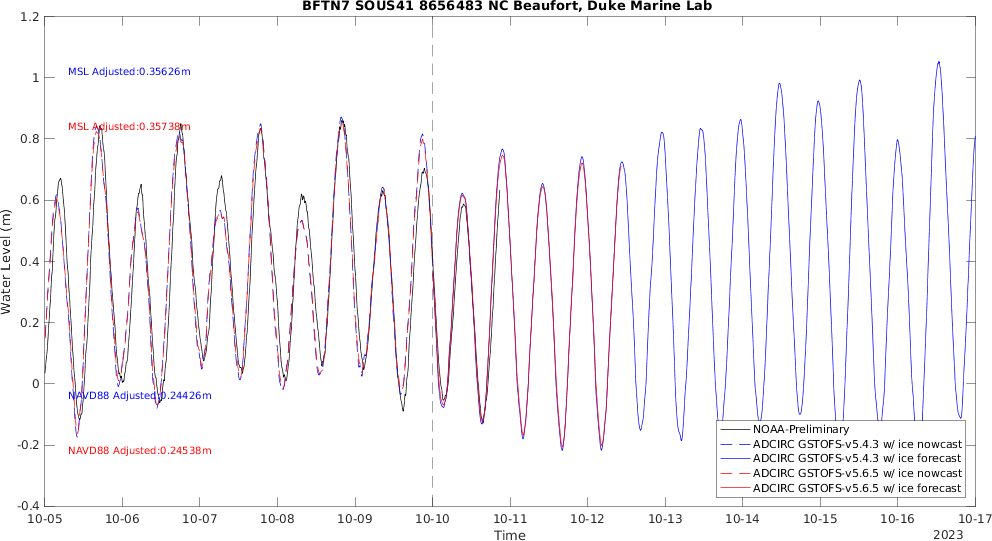 BFTN7 SOUS41 8656483 NC Beaufort, Duke Marine Lab
1.2
1
0.8
0.6
0.4
0.2
0
-0.2
-0.4
Water Level (m)
MSL Adjusted:0.35626m
MSL Adjusted:0.35738m
NAVD88 Adjusted:0.24426m
NAVD88 Adjusted:0.24538m
NOAA-Preliminary
ADCIRC GSTOFS-v5.4.3 w/ ice nowcast
ADCIRC GSTOFS-v5.4.3 w/ ice forecast
ADCIRC GSTOFS-v5.6.5 w/ ice nowcast
ADCIRC GSTOFS-v5.6.5 w/ ice forecast
10-05 10-06 10-07 10-08 10-09 10-10 10-11 10-12 10-13 10-14 10-15 10-16 10-17
Time
2023